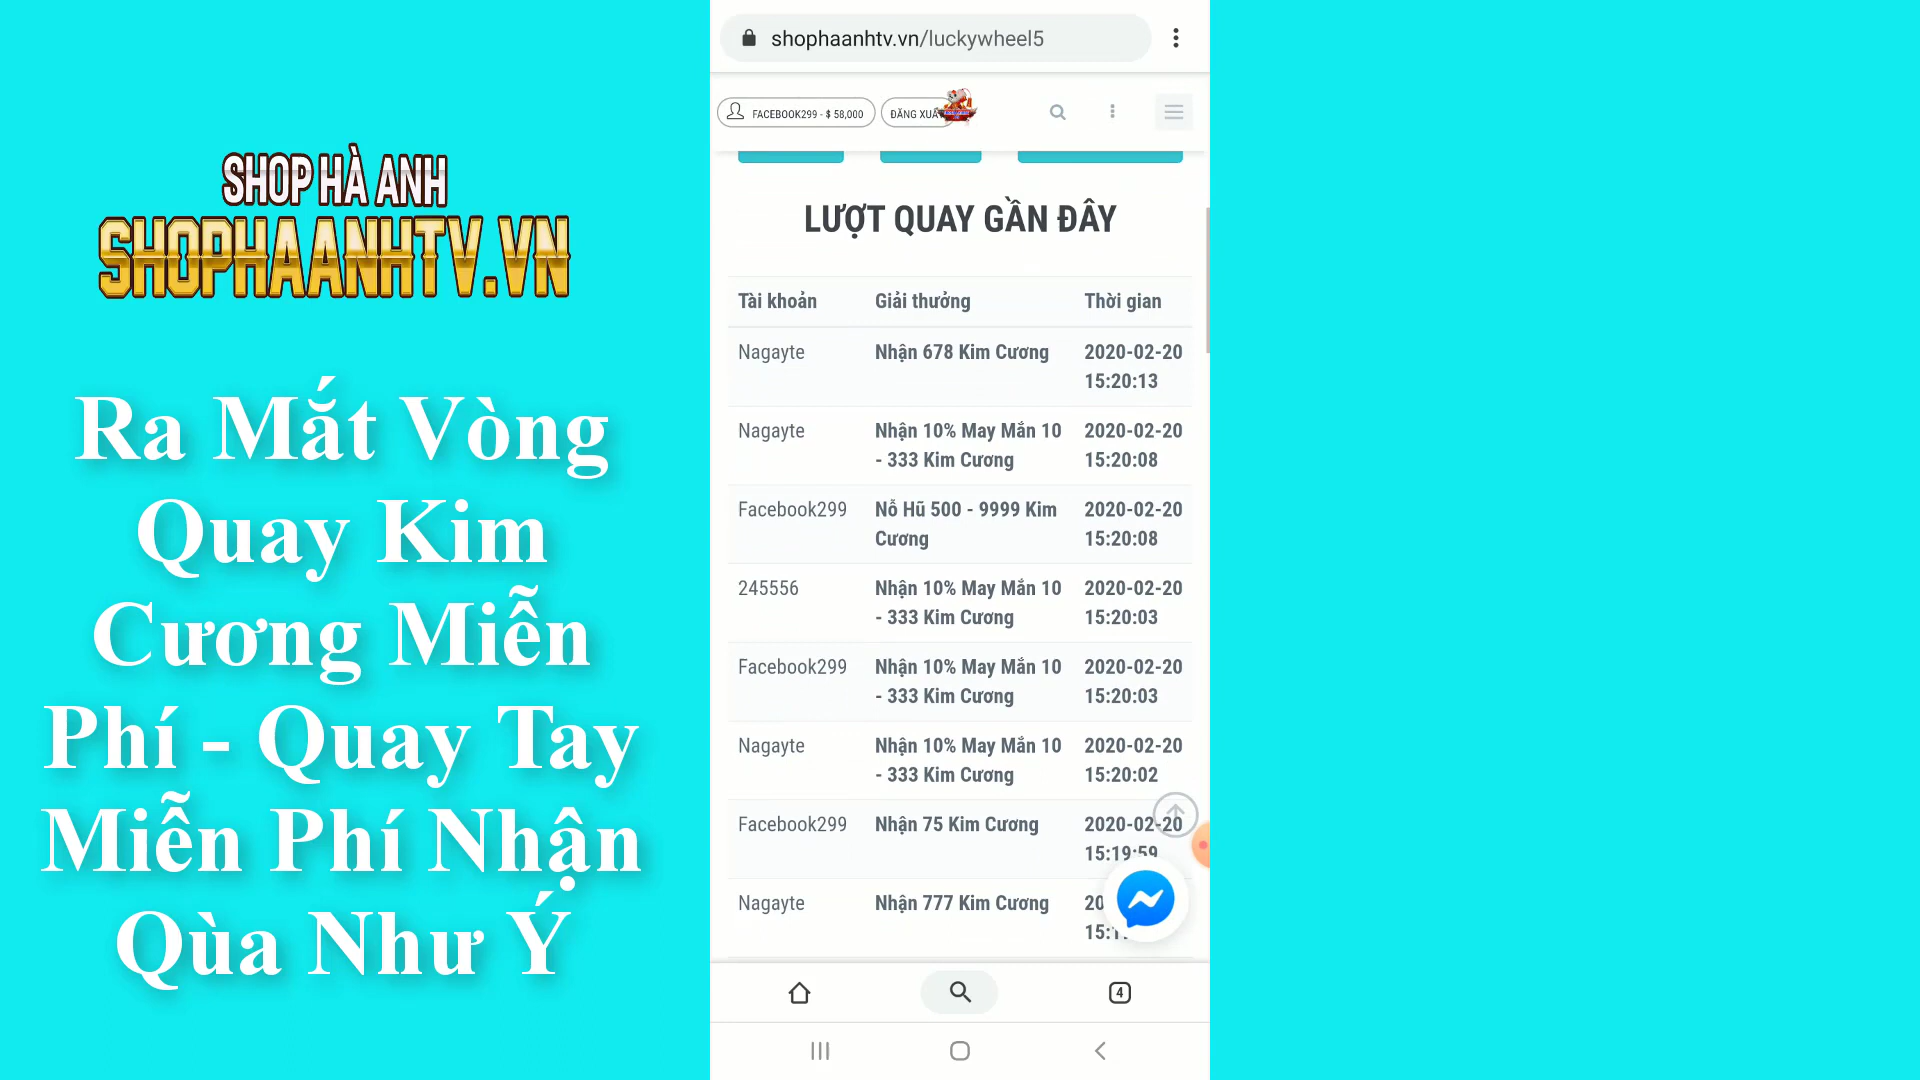 SHOP HÀ ANH
SHOPHAANHTV.VN
Ra Mắt Vòng
Quay Kim
Cương Miễn
Phí - Quay Tay
Miễn Phí Nhận
Qùa Như Ý
shophaanhtv.vn/luckywheel5
FACEBOOK299 - $ 58,000
ĐĂNG XUẤ
LƯỢT QUAY GẦN ĐÂY
Tài khoản Giải thưởng Thời gian
Nagayte Nhận 678 Kim Cương 2020-02-20
15:20:13
Nagayte Nhận 10% May Mắn 10 2020-02-20
- 333 Kim Cương 15:20:08
Facebook299 Nỗ Hũ 500 - 9999 Kim 2020-02-20
Cương 15:20:08
245556 Nhận 10% May Mắn 10 2020-02-20
- 333 Kim Cương 15:20:03
Facebook299 Nhận 10% May Mắn 10 2020-02-20
- 333 Kim Cương 15:20:03
Nagayte Nhận 10% May Mắn 10 2020-02-20
- 333 Kim Cương 15:20:02
Facebook299 Nhận 75 Kim Cương 2020-02-20
15:19:59
Nagayte Nhận 777 Kim Cương 20
15:1
4